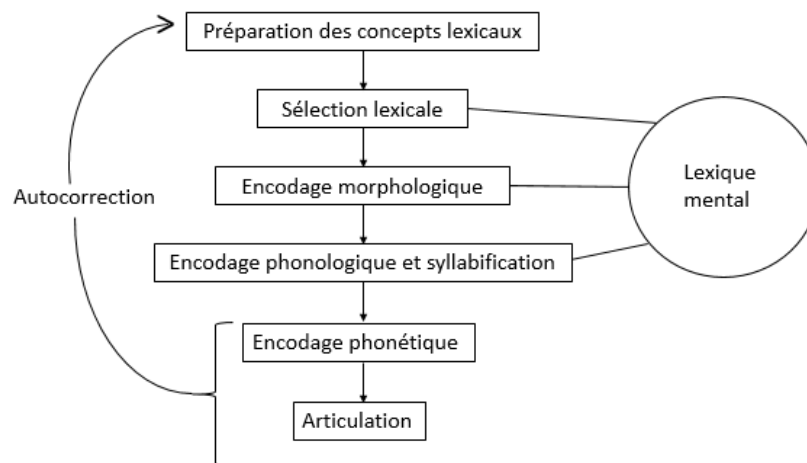 Préparation des concepts lexicaux
Sélection lexicale
Encodage morphologique
Lexique
mental
Autocorrection
Encodage phonologique et syllabification
Encodage phonétique
Articulation